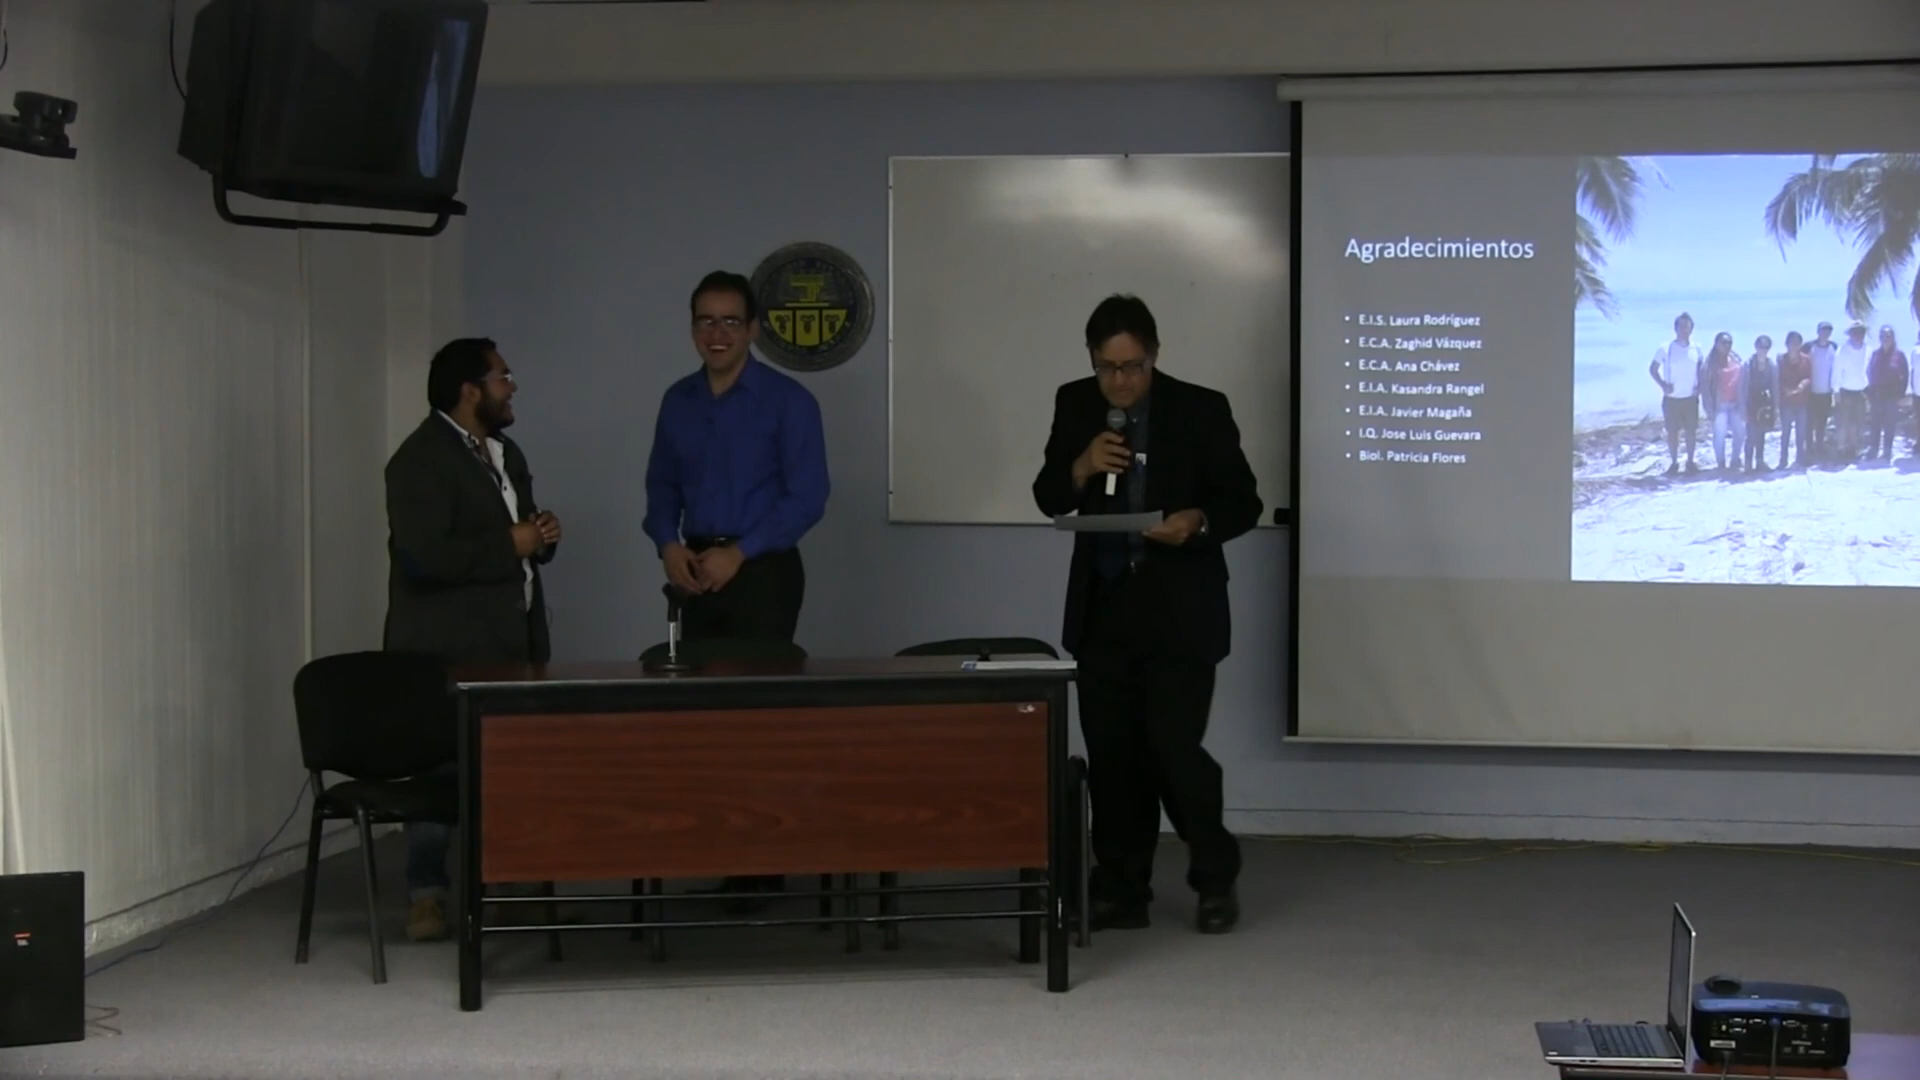 Agradecimientos
• E.I.S. Laura Rodríguez
• E.C.A. Zaghid Vázquez
• E.C.A. Ana Chávez
• E.I.A. Kasandra Rangel
• E.I.A. Javier Magaña
• I.Q. Jose Luis Guevara
• Biol. Patricia Flores